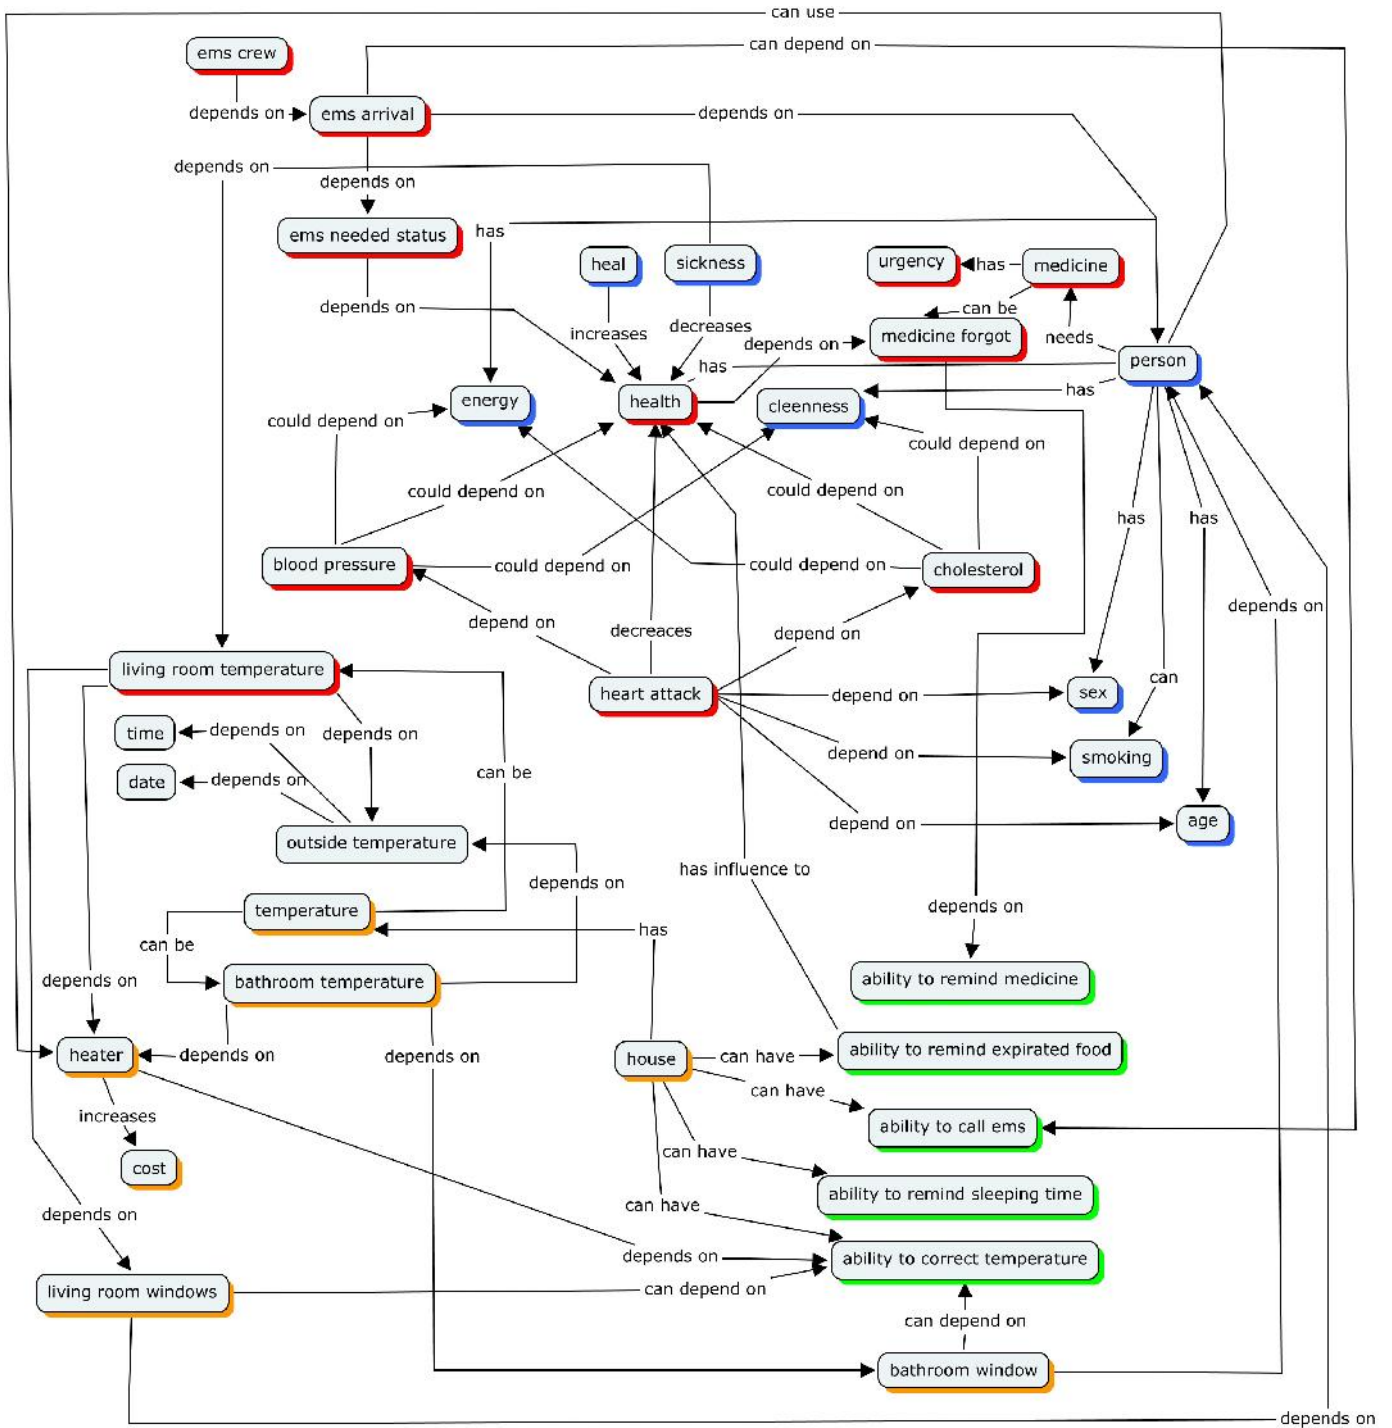 can use
can depend on
ems crew
depends on
ems arrival
depends on
depends on
depends on
ems needed status
has
heal
sickness
urgency
has
medicine
depends on
can be
increases
decreases
depends on
medicine forgot
needs
person
has
has
energy
health
cleenness
could depend on
could depend on
could depend on
could depend on
has
has
blood pressure
could depend on
could depend on
cholesterol
depends on
depend on
decreaces
depend on
living room temperature
heart attack
depend on
sex
can
time
depends on
depends on
depend on
smoking
date
depends on
can be
depend on
age
outside temperature
has influence to
depends on
temperature
depends on
can be
has
depends on
bathroom temperature
ability to remind medicine
heater
depends on
depends on
house
can have
ability to remind expirated food
can have
increases
ability to call ems
can have
cost
ability to remind sleeping time
depends on
can have
depends on
ability to correct temperature
living room windows
can depend on
can depend on
bathroom window
depends on